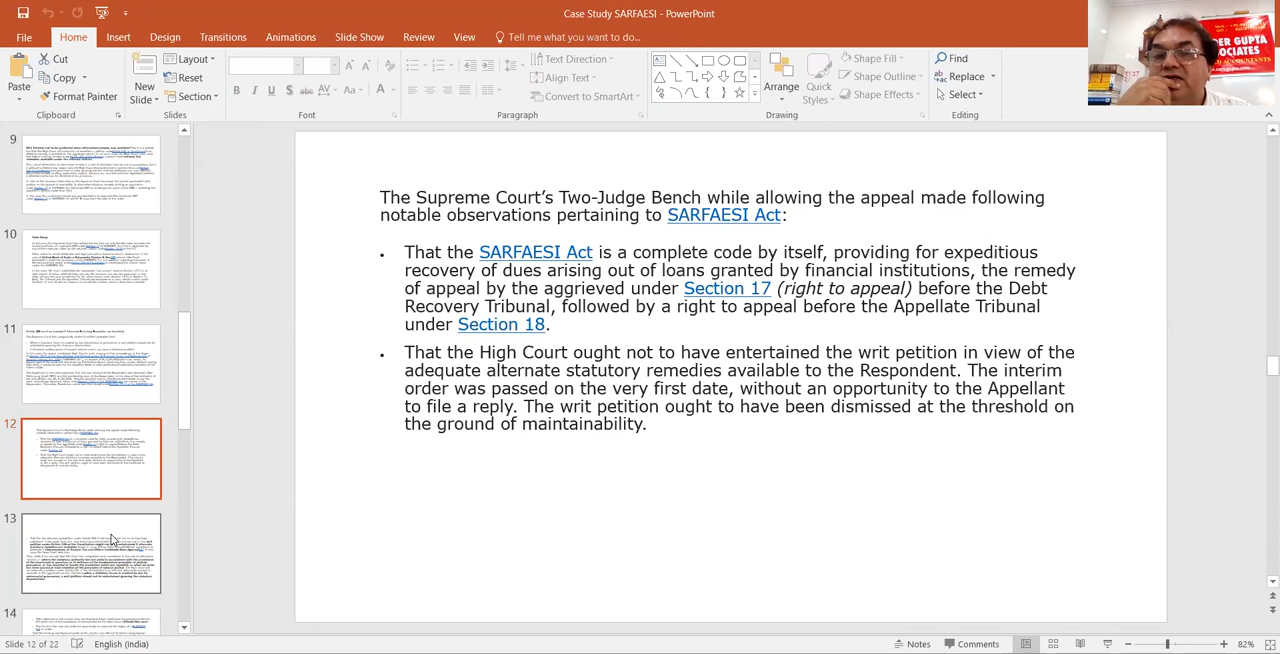 Case Study SARFAESI - PowerPoint
File Home Insert Design Transitions Animations Slide Show Review View Tell me what you want to do...
Cut
Copy
Format Painter
Paste
Clipboard
New
Slide
Layout
Reset
Section
Slides
B I U S abc AV Aa A
Font
Text Direction
Align Text
Convert to SmartArt
Paragraph
Arrange
Quick
Styles
Shape Fill
Shape Outline
Shape Effects
Drawing
Find
Replace
Select
Editing
DER GUPTA
SOCIATES
ACCOUNTANTS
9
10
11
12
13
14
The Supreme Court’s Two-Judge Bench while allowing the appeal made following
notable observations pertaining to SARFAESI Act:
• That the SARFAESI Act is a complete code by itself, providing for expeditious
recovery of dues arising out of loans granted by financial institutions, the remedy
of appeal by the aggrieved under Section 17 (right to appeal) before the Debt
Recovery Tribunal, followed by a right to appeal before the Appellate Tribunal
under Section 18.
• That the High Court ought not to have entertained the writ petition in view of the
adequate alternate statutory remedies available to the Respondent. The interim
order was passed on the very first date, without an opportunity to the Appellant
to file a reply. The writ petition ought to have been dismissed at the threshold on
the ground of maintainability.
Slide 12 of 22 English (India) Notes Comments 82%